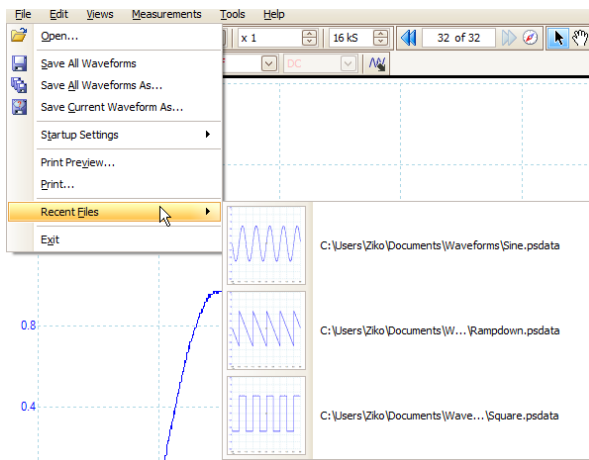 File Edit Views Measurements Tools Help
Open...
x 1 16 kS 32 of 32
Save All Waveforms
DC
Save All Waveforms As...
Save Current Waveform As...
Startup Settings
Print Preview...
Print...
Recent Files
Exit
C:\Users\Ziko\Documents\Waveforms\Sine.psdata
0.8
C:\Users\Ziko\Documents\W...\Rampdown.psdata
0.4
C:\Users\Ziko\Documents\Wave...\Square.psdata